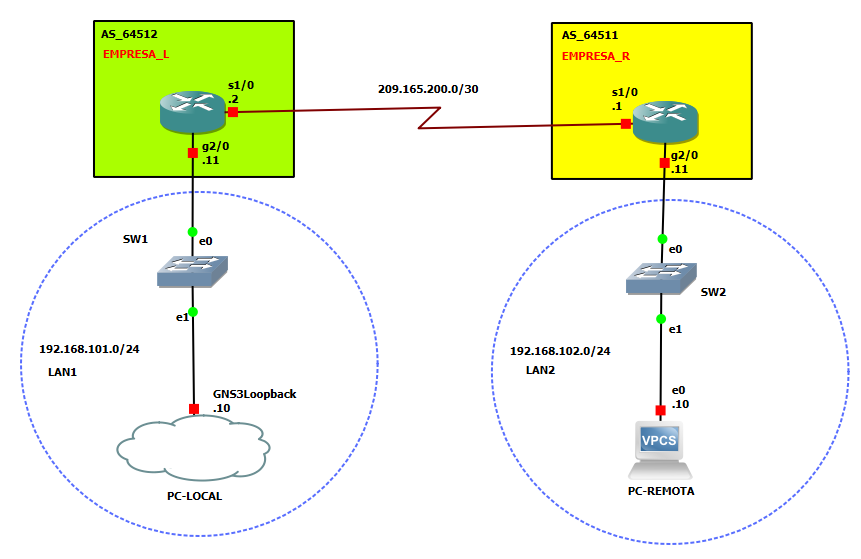 AS_64512
EMPRESA_L
s1/0
.2
g2/0
.11
209.165.200.0/30
AS_64511
EMPRESA_R
s1/0
.1
g2/0
.11
SW1
e0
e1
192.168.101.0/24
LAN1
GNS3Loopback
.10
PC-LOCAL
e0
SW2
e1
192.168.102.0/24
LAN2
e0
.10
VPCS
PC-REMOTA